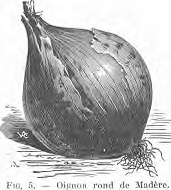 Fig. 5. — Oignon rond de Madère.